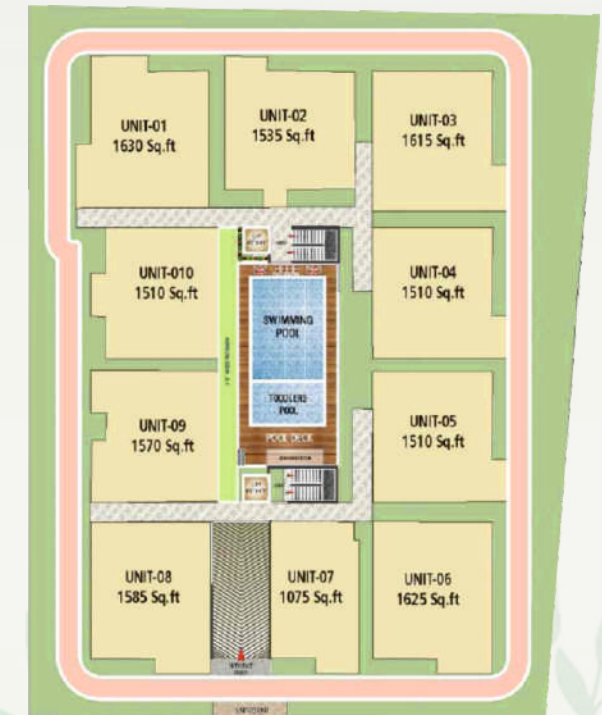 UNIT-01
1630 Sq.ft
UNIT-02
1535 Sq.ft
UNIT-03
1615 Sq.ft
UNIT-010
1510 Sq.ft
UNIT-04
1510 Sq.ft
SWIMMING
POOL
TODDLERS
POOL
UNIT-09
1570 Sq.ft
UNIT-05
1510 Sq.ft
POOL DECK
UNIT-08
1585 Sq.ft
UNIT-07
1075 Sq.ft
UNIT-06
1625 Sq.ft